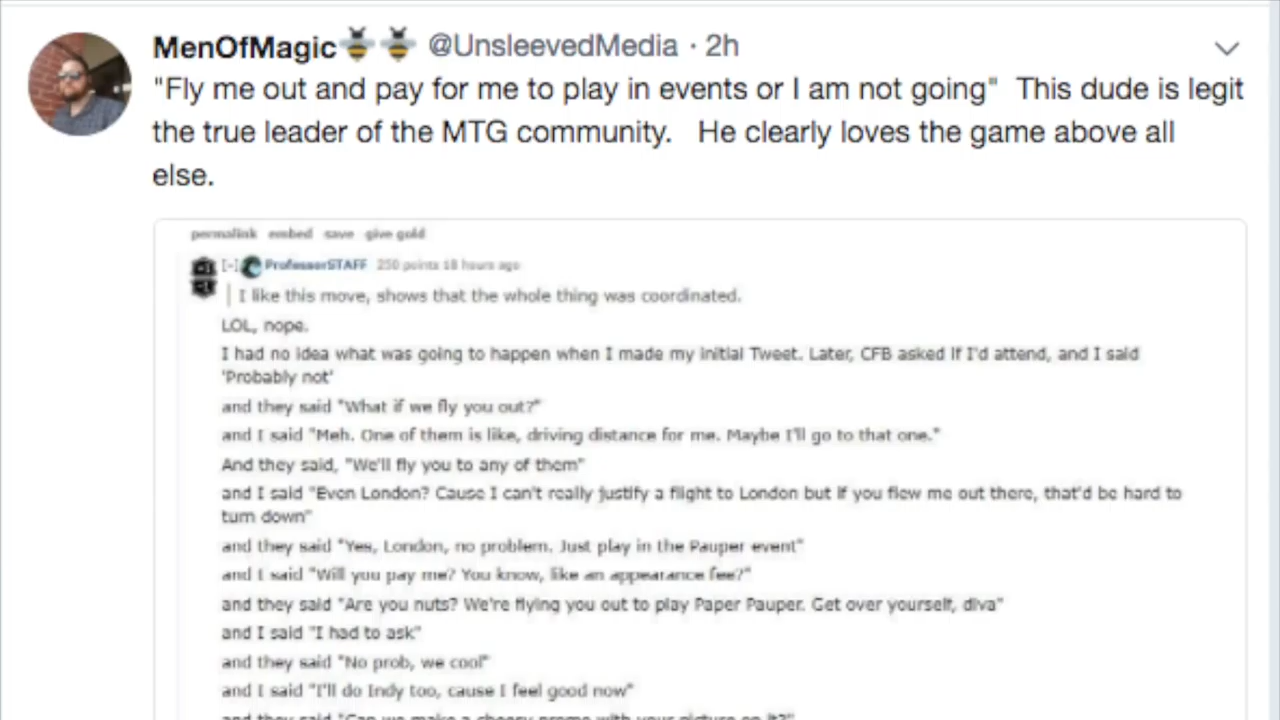 MenOfMagic🐝 🐝 @UnsleevedMedia · 2h
"Fly me out and pay for me to play in events or I am not going"  This dude is legit
the true leader of the MTG community.   He clearly loves the game above all
else.
permalink embed save give gold
[-] ProfessorSTAFF 250 points 18 hours ago
I like this move, shows that the whole thing was coordinated.
LOL, nope.
I had no idea what was going to happen when I made my initial Tweet. Later, CFB asked if I'd attend, and I said
'Probably not'
and they said "What if we fly you out?"
and I said "Meh. One of them is like, driving distance for me. Maybe I'll go to that one."
And they said, "We'll fly you to any of them"
and I said "Even London? Cause I can't really justify a flight to London but if you flew me out there, that'd be hard to
turn down"
and they said "Yes, London, no problem. Just play in the Pauper event"
and I said "Will you pay me? You know, like an appearance fee?"
and they said "Are you nuts? We're flying you out to play Paper Pauper. Get over yourself, diva"
and I said "I had to ask"
and they said "No prob, we cool"
and I said "I'll do Indy too, cause I feel good now"
and they said "Can we make a cheesy promo with your picture on it?"